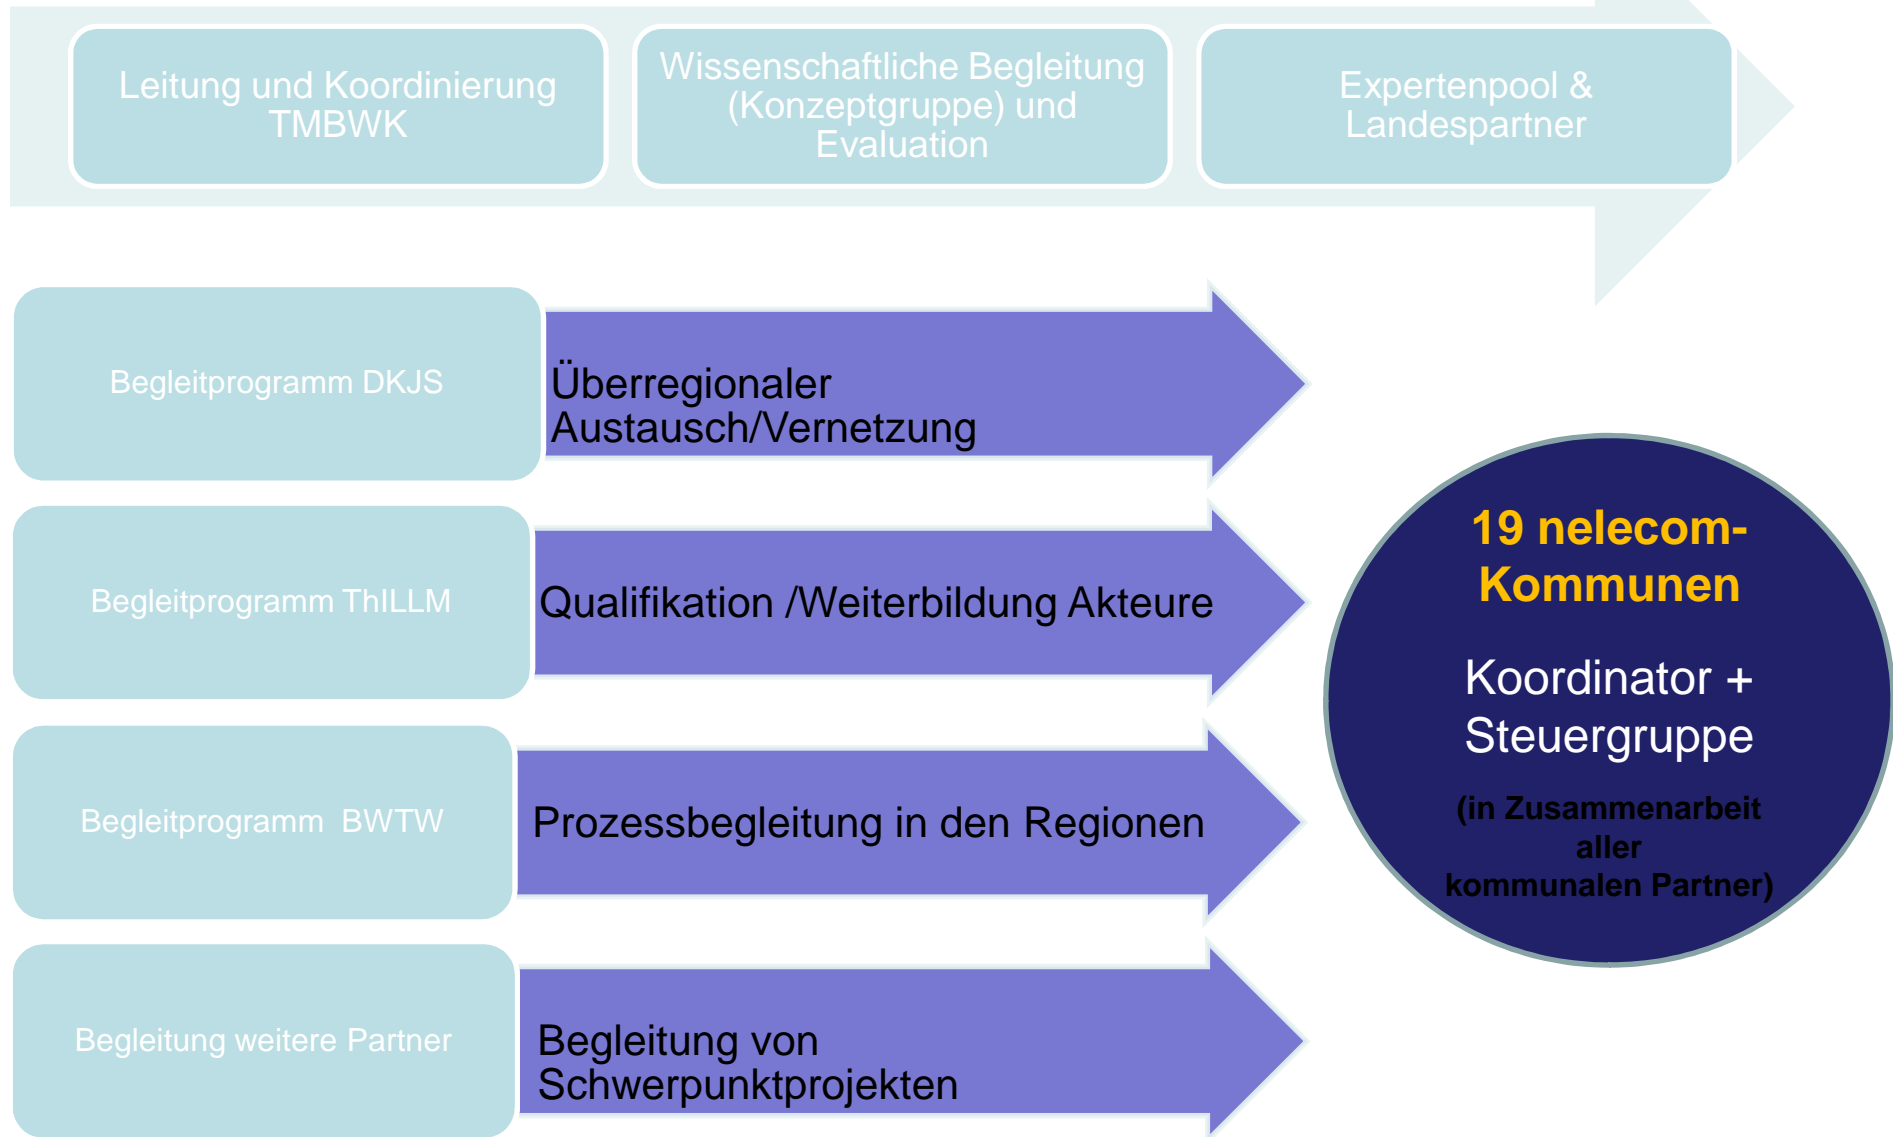 Leitung und Koordinierung
TMBWK
Wissenschaftliche Begleitung
(Konzeptgruppe) und
Evaluation
Expertenpool &
Landespartner
Begleitprogramm DKJS
Überregionaler
Austausch/Vernetzung
Begleitprogramm ThILLM
Qualifikation /Weiterbildung Akteure
Begleitprogramm  BWTW
Prozessbegleitung in den Regionen
Begleitung weitere Partner
Begleitung von
Schwerpunktprojekten
19 nelecom-
Kommunen
Koordinator +
Steuergruppe
(in Zusammenarbeit
aller
kommunalen Partner)